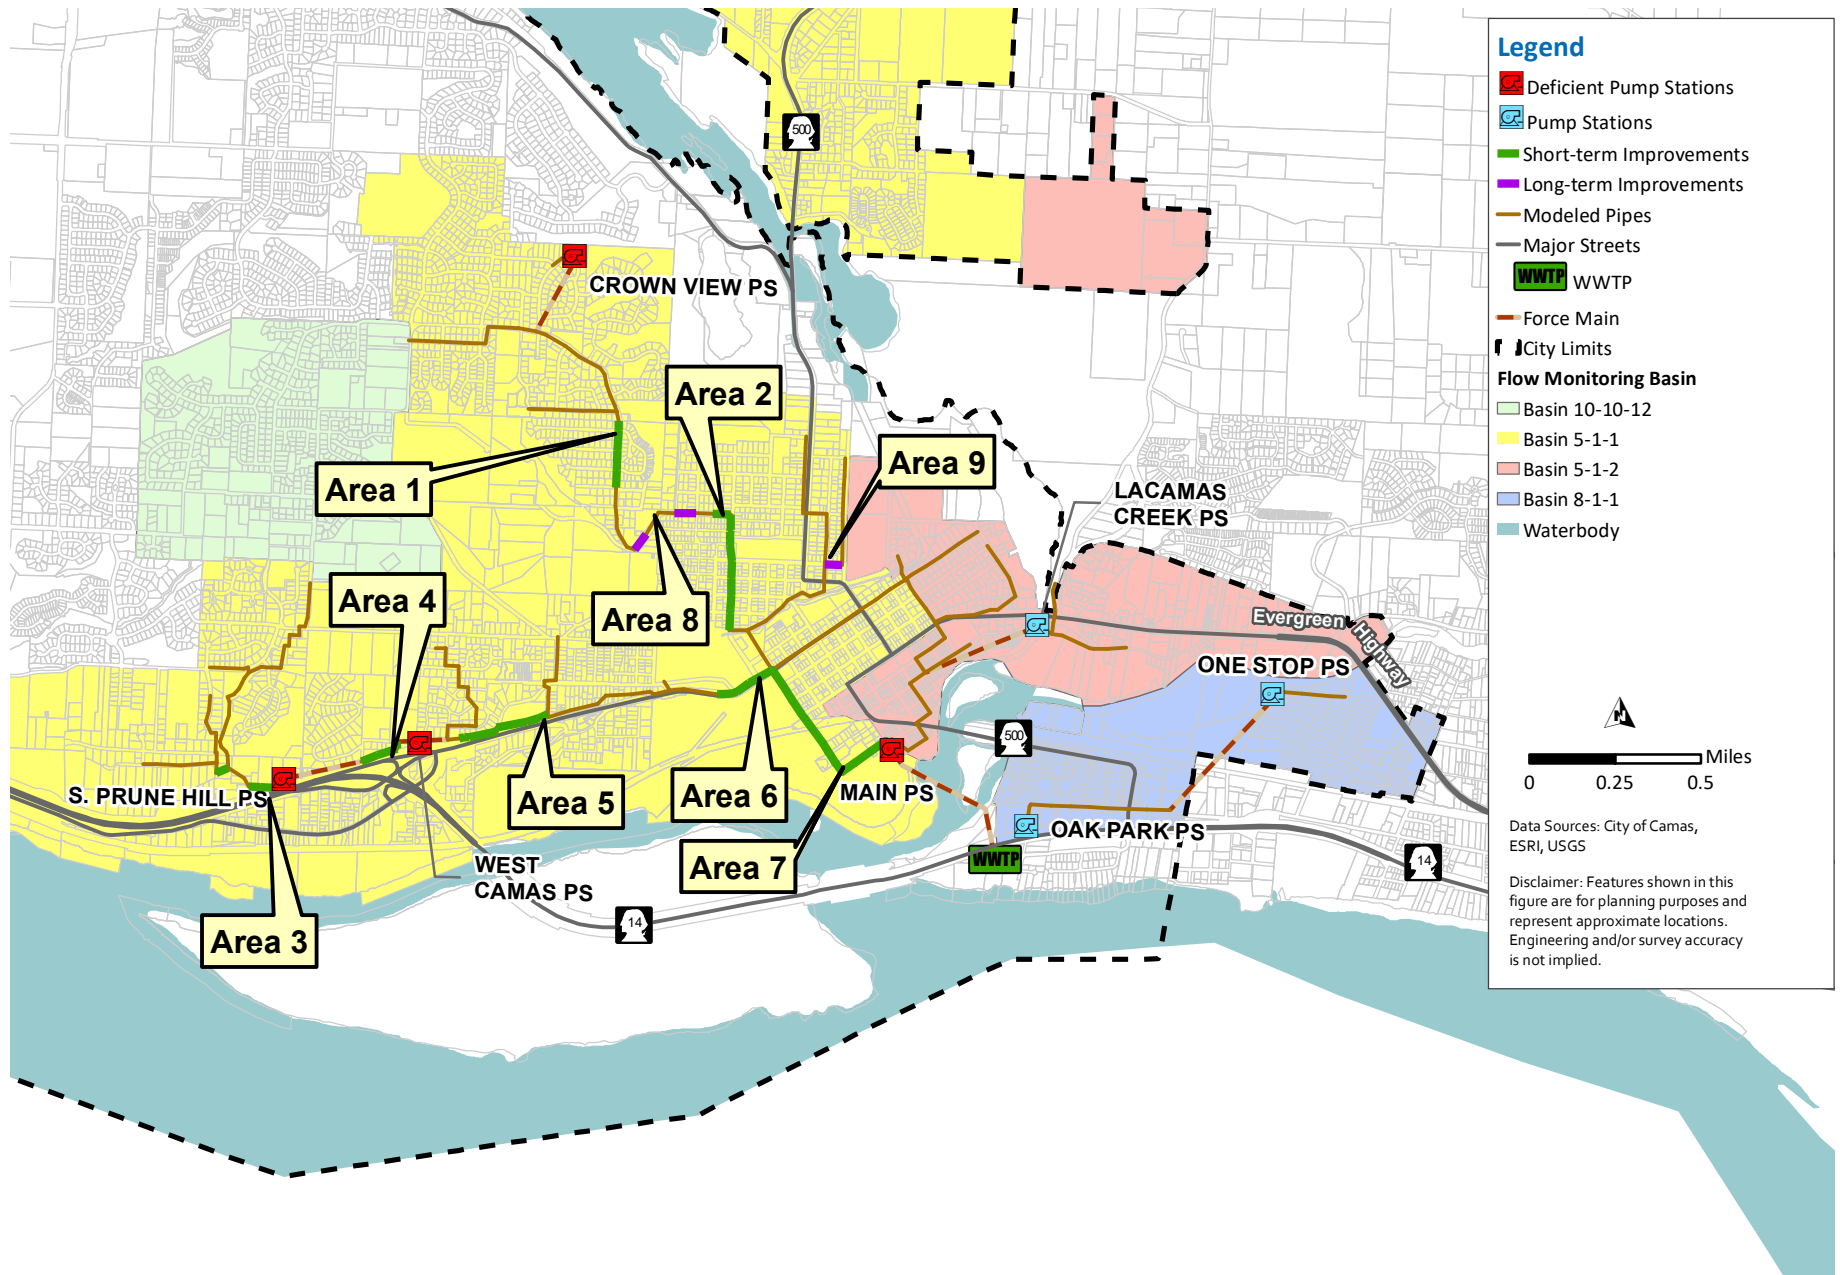 500
CROWN VIEW PS
Area 2
Area 9
Area 1
LACAMAS
CREEK PS
Area 4
Area 8
Evergreen
Highway
ONE STOP PS
500
S. PRUNE HILL PS
Area 5
Area 6
MAIN PS
OAK PARK PS
WWTP
WEST
CAMAS PS
Area 7
14
14
Area 3
Legend
Deficient Pump Stations
Pump Stations
Short-term Improvements
Long-term Improvements
Modeled Pipes
Major Streets
WWTP WWTP
Force Main
City Limits
Flow Monitoring Basin
Basin 10-10-12
Basin 5-1-1
Basin 5-1-2
Basin 8-1-1
Waterbody
N
Miles
0 0.25 0.5
Data Sources: City of Camas,
ESRI, USGS
Disclaimer: Features shown in this
figure are for planning purposes and
represent approximate locations.
Engineering and/or survey accuracy
is not implied.